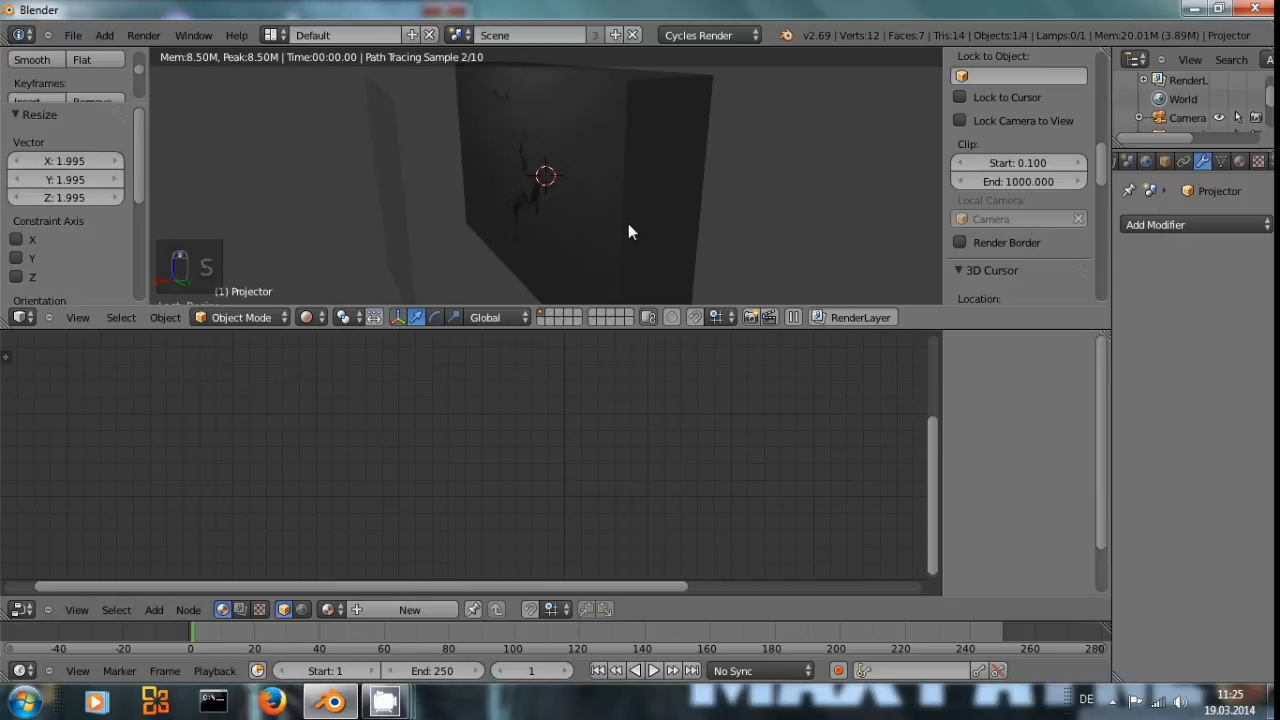 Blender
File Add Render Window Help Default Scene 3 Cycles Render v2.69 | Verts:12 | Faces:7 | Tris:14 | Objects:1/4 | Lamps:0/1 | Mem:20.01M (3.89M) | Projector
Smooth Flat
Keyframes:
Resize
Vector
X: 1.995
Y: 1.995
Z: 1.995
Constraint Axis
X
Y
Z
Orientation
Mem:8.50M, Peak:8.50M | Time:00:00.00 | Path Tracing Sample 2/10
S
(1) Projector
Lock to Object:
Lock to Cursor
Lock Camera to View
Clip:
Start: 0.100
End: 1000.000
Local Camera:
Camera
Render Border
3D Cursor
Location:
View Search A
RenderL
World
Camera
Projector
Add Modifier
View Select Object Object Mode Global RenderLayer
View Select Add Node New
-40 -20 0 20 40 60 80 100 120 140 160 180 200 220 240 260 280
View Marker Frame Playback Start: 1 End: 250 1 No Sync
DE
11:25
19.03.2014